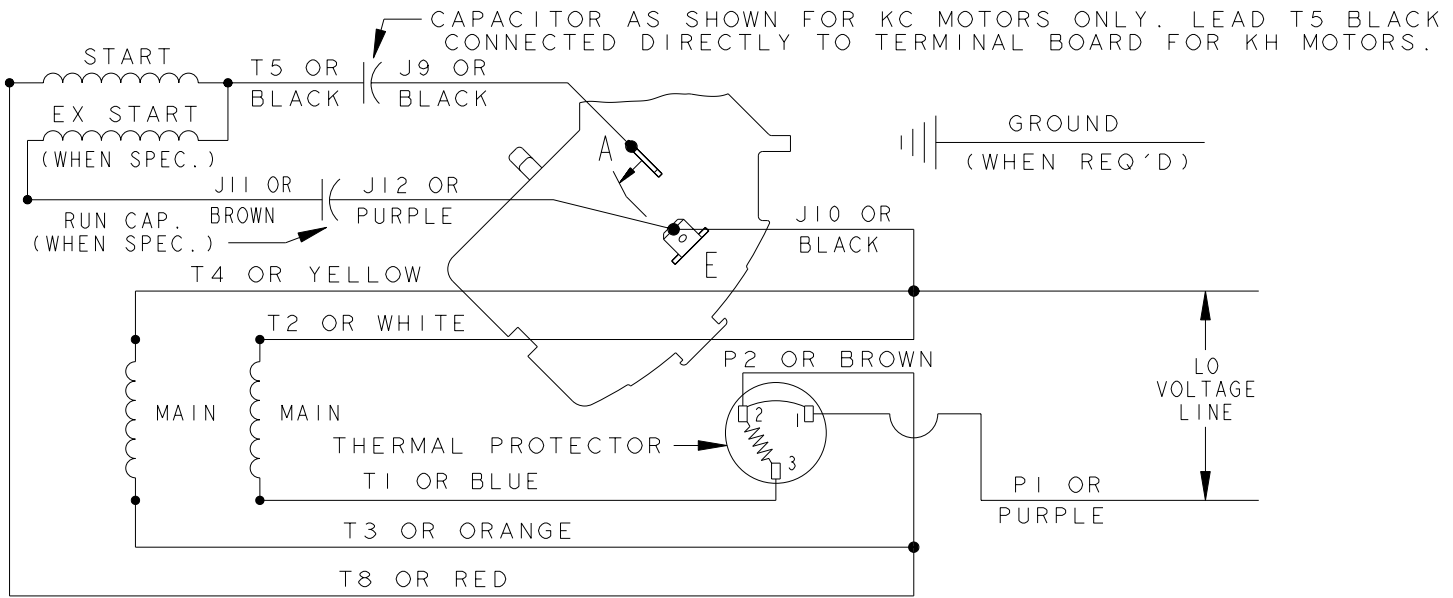 CAPACITOR AS SHOWN FOR KC MOTORS ONLY. LEAD T5 BLACK
CONNECTED DIRECTLY TO TERMINAL BOARD FOR KH MOTORS.
START
T5 OR
BLACK
J9 OR
BLACK
EX START
(WHEN SPEC.)
GROUND
(WHEN REQ'D)
A
J11 OR
BROWN
J12 OR
PURPLE
RUN CAP.
(WHEN SPEC.)
J10 OR
BLACK
E
T4 OR YELLOW
T2 OR WHITE
P2 OR BROWN
LO
VOLTAGE
LINE
MAIN
MAIN
2
1
THERMAL PROTECTOR
3
T1 OR BLUE
P1 OR
PURPLE
T3 OR ORANGE
T8 OR RED